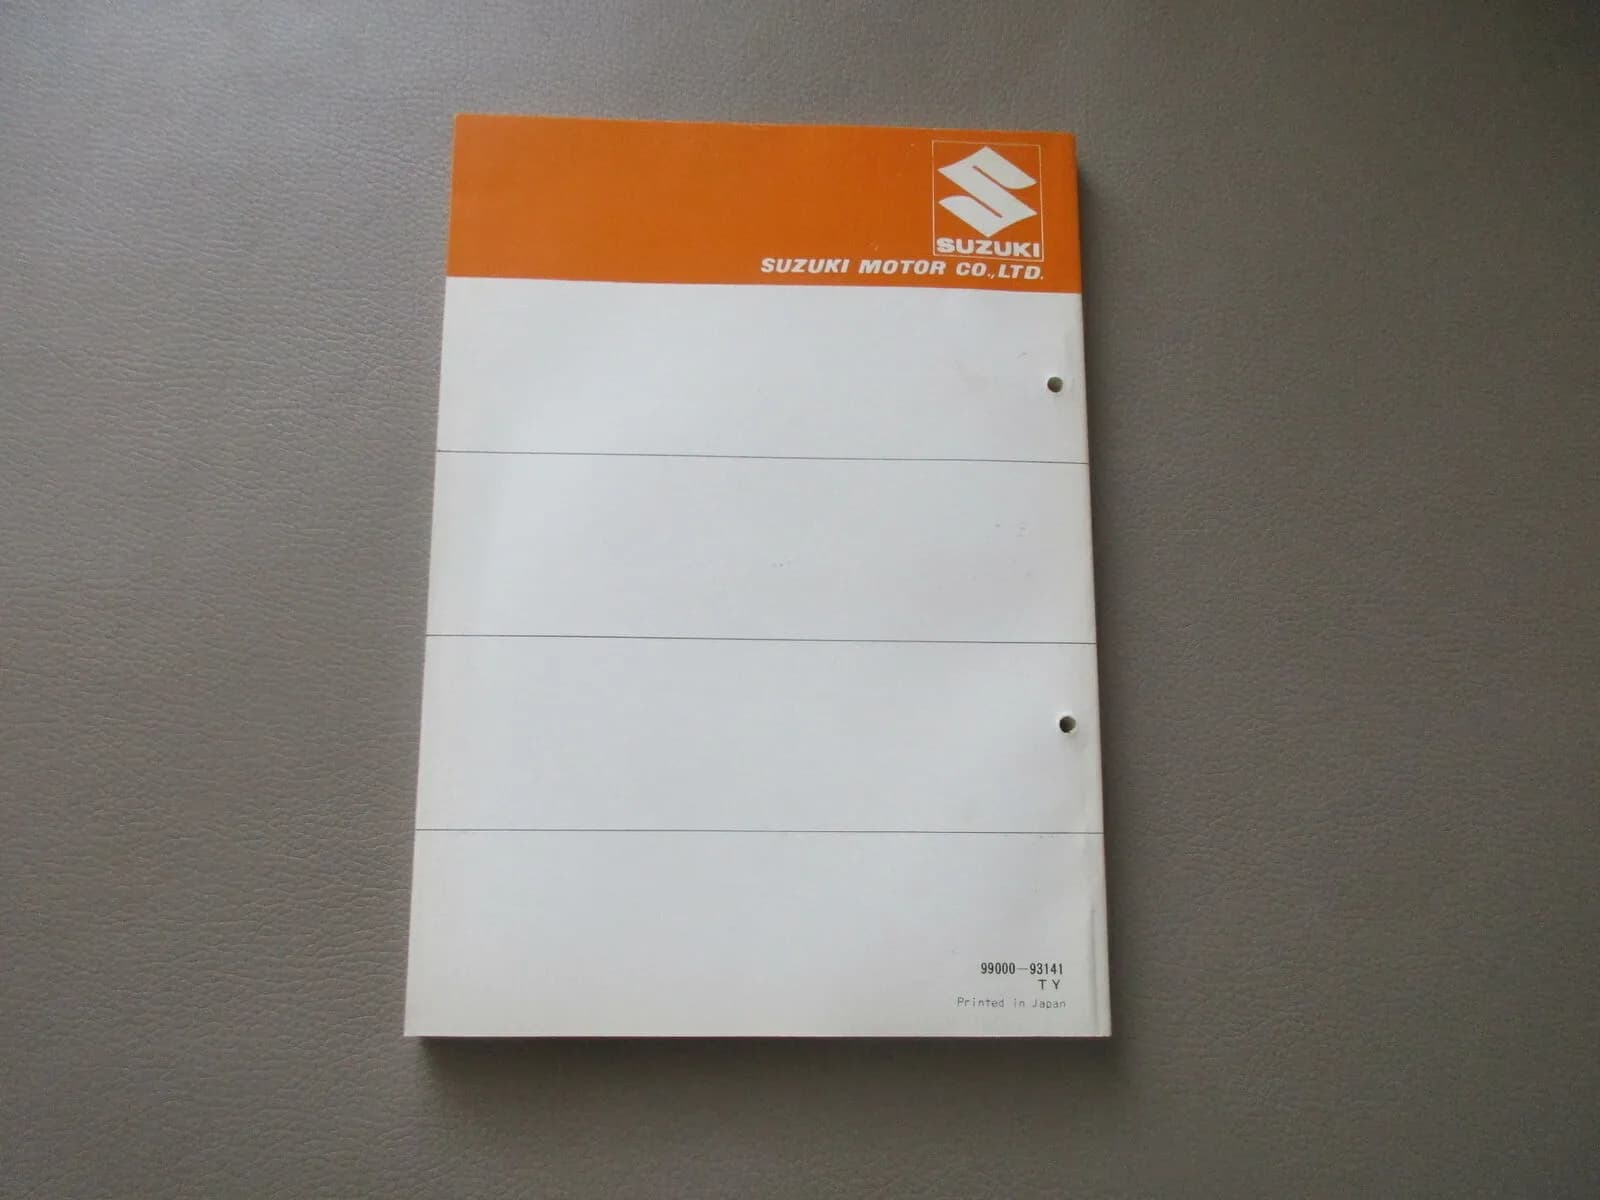 SUZUKI
SUZUKI MOTOR CO.,LTD.
99000-93141
TY
Printed in Japan